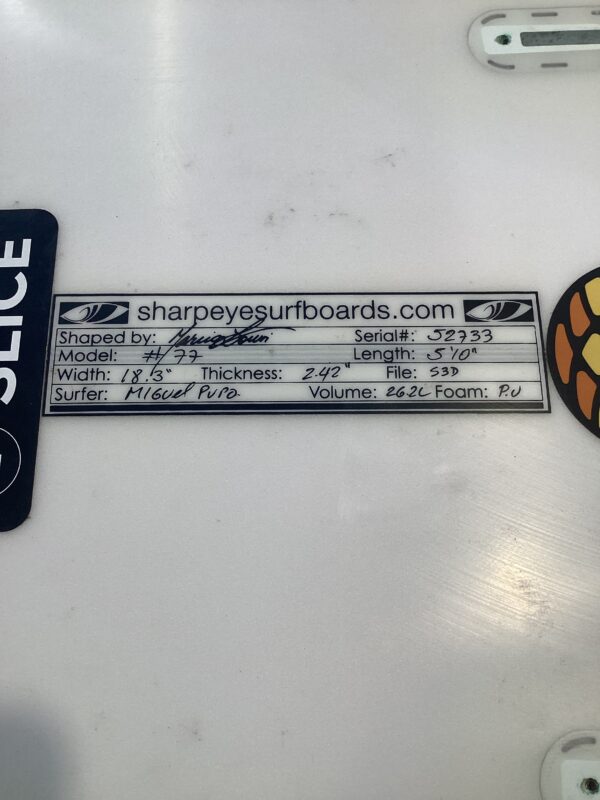 SLICE
sharpeyesurfboards.com
Shaped by: Serial#: 52733
Model: #77 Length: 5'10"
Width: 18.3" Thickness: 2.42" File: S3D
Surfer: MIGUEL PUPO Volume: 26.2L Foam: P.U